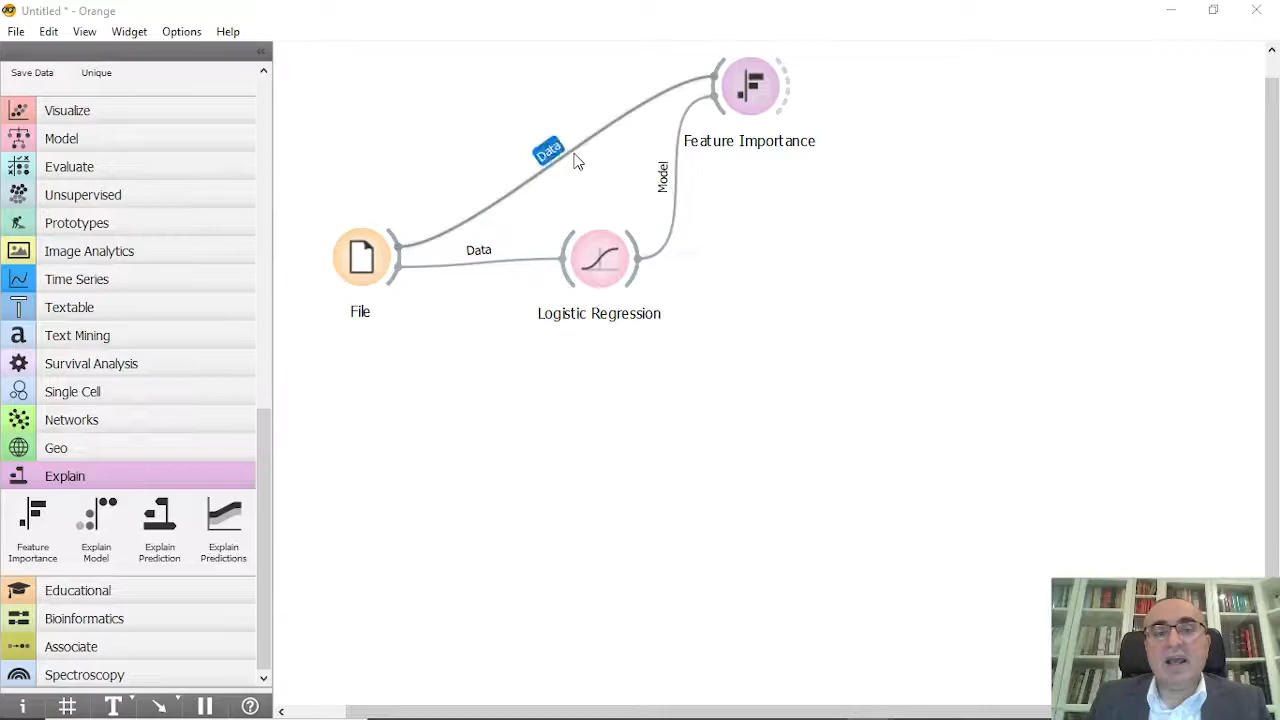 Untitled * - Orange
File Edit View Widget Options Help
Save Data Unique
Visualize
Model
Evaluate
Unsupervised
Prototypes
Image Analytics
Time Series
Textable
Text Mining
Survival Analysis
Single Cell
Networks
Geo
Explain
Feature Importance
Explain Model
Explain Prediction
Explain Predictions
Educational
Bioinformatics
Associate
Spectroscopy
Data
Feature Importance
Model
Data
File
Logistic Regression